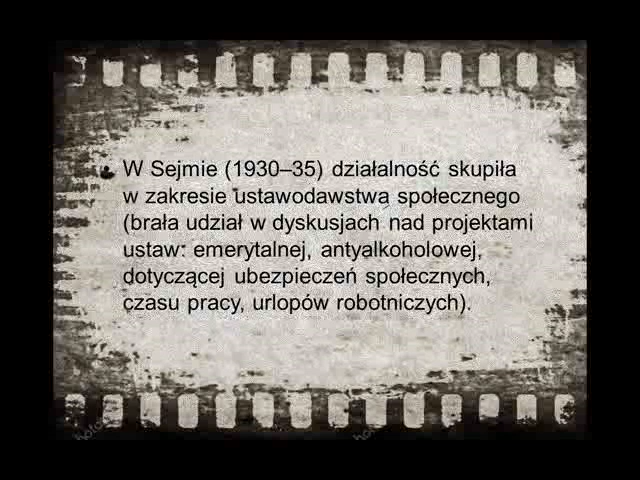 W Sejmie (1930–35) działalność skupiła
w zakresie ustawodawstwa społecznego
(brała udział w dyskusjach nad projektami
ustaw: emerytalnej, antyalkoholowej,
dotyczącej ubezpieczeń społecznych,
czasu pracy, urlopów robotniczych).